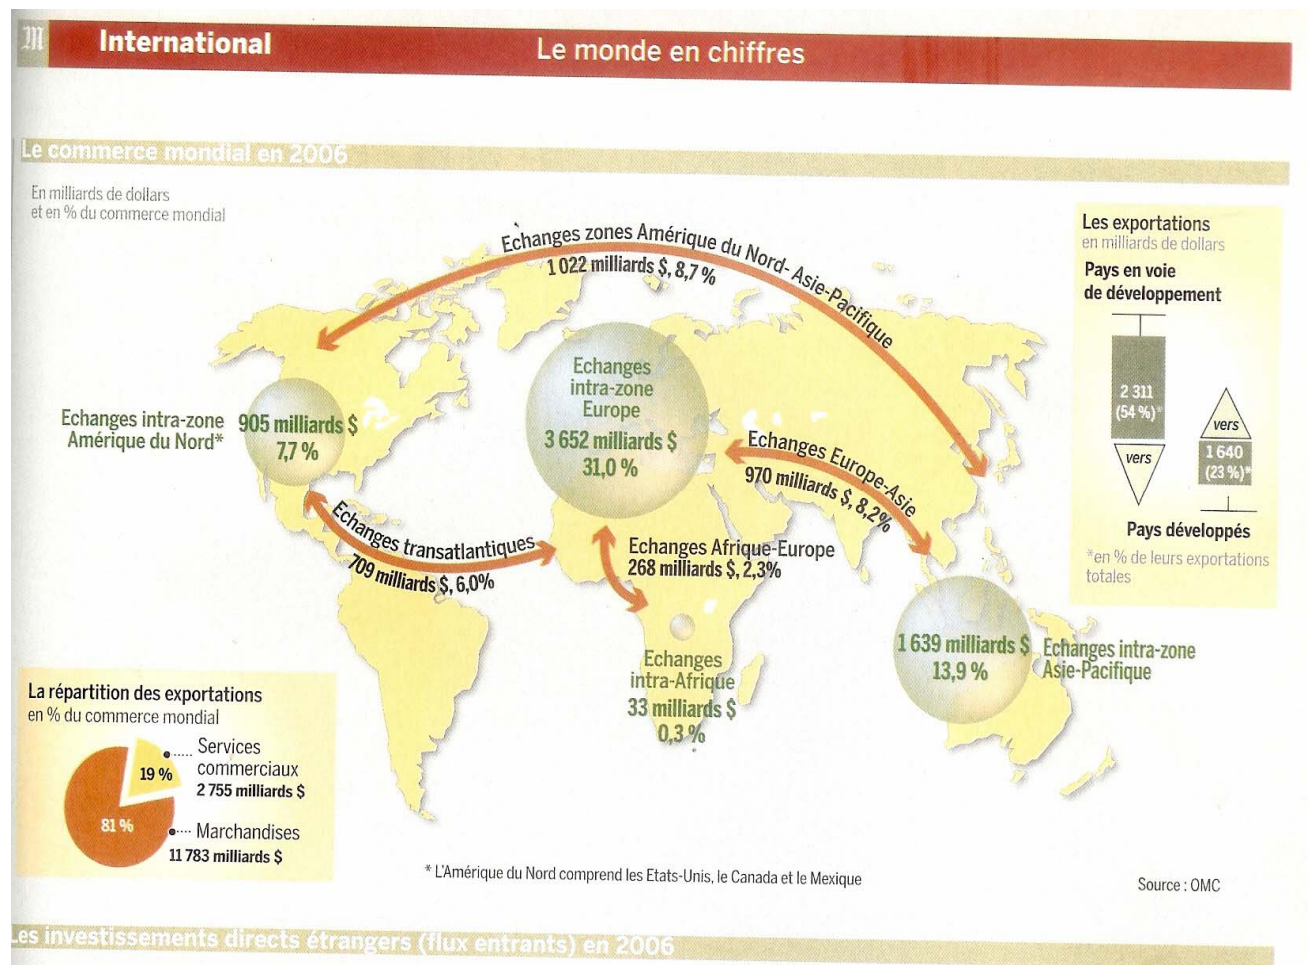 M
International
Le monde en chiffres
Le commerce mondial en 2006
En milliards de dollars
et en % du commerce mondial
Echanges zones Amérique du Nord-Asie-Pacifique
1 022 milliards $, 8,7 %
Echanges
intra-zone
Europe
3 652 milliards $
31,0 %
Echanges intra-zone
Amérique du Nord*
905 milliards $
7,7 %
Echanges Europe-Asie
970 milliards $, 8,2%
Echanges transatlantiques
709 milliards $, 6,0%
Echanges Afrique-Europe
268 milliards $, 2,3%
Echanges
intra-Afrique
33 milliards $
0,3 %
1 639 milliards $
13,9 %
Echanges intra-zone
Asie-Pacifique
Les exportations
en milliards de dollars
Pays en voie
de développement
2 311
(54 %)*
vers
vers
1 640
(23 %)*
Pays développés
*en % de leurs exportations
totales
La répartition des exportations
en % du commerce mondial
Services
commerciaux
2 755 milliards $
19 %
81 %
Marchandises
11 783 milliards $
* L'Amérique du Nord comprend les Etats-Unis, le Canada et le Mexique
Source : OMC
Les investissements directs étrangers (flux entrants) en 2006